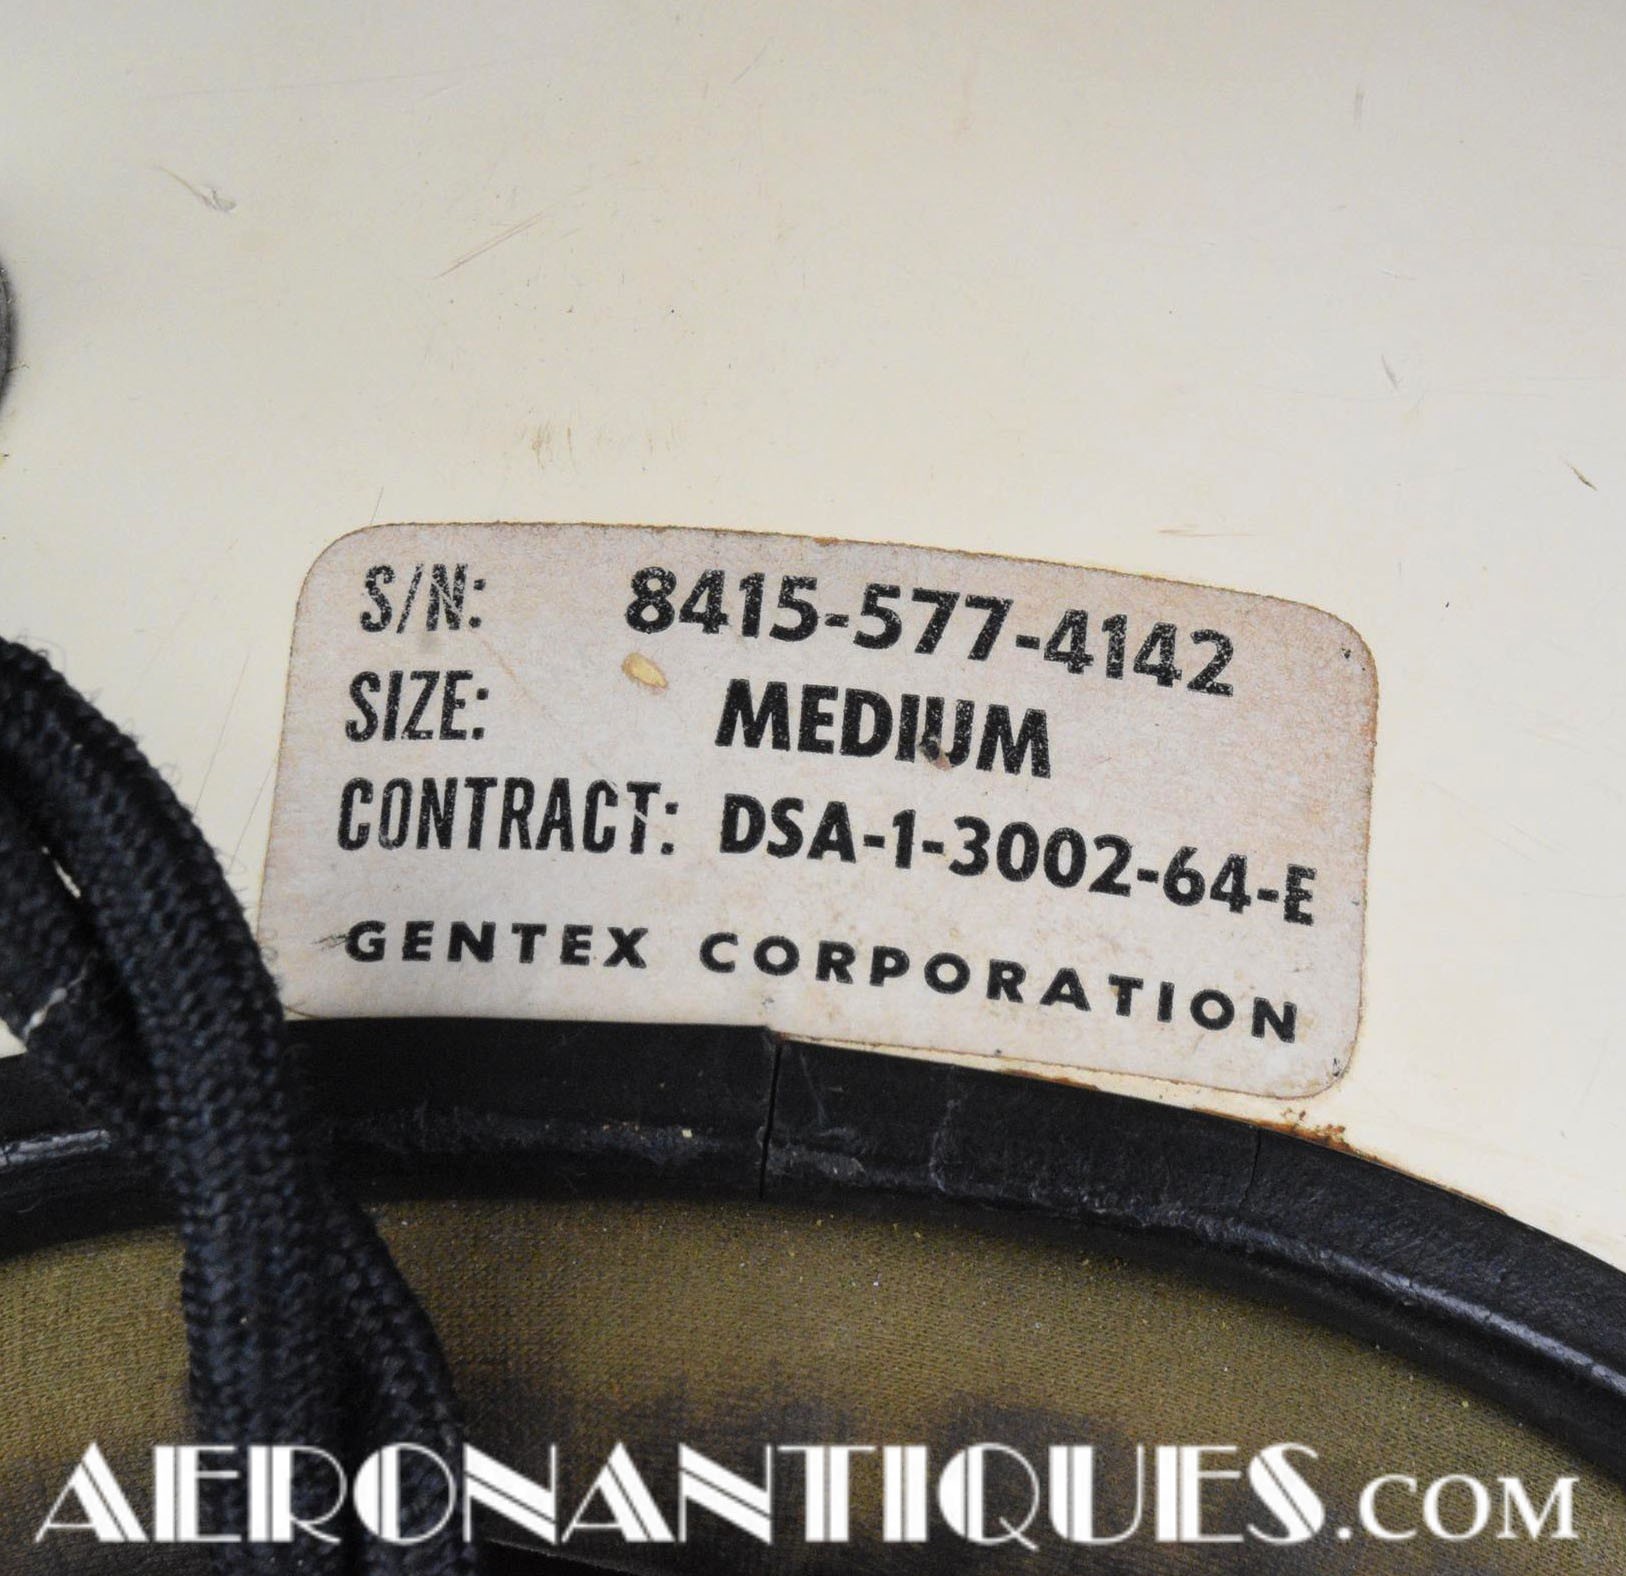 S/N: 8415-577-4142
SIZE: MEDIUM
CONTRACT: DSA-1-3002-64-E
GENTEX CORPORATION
AERONANTIQUES.COM